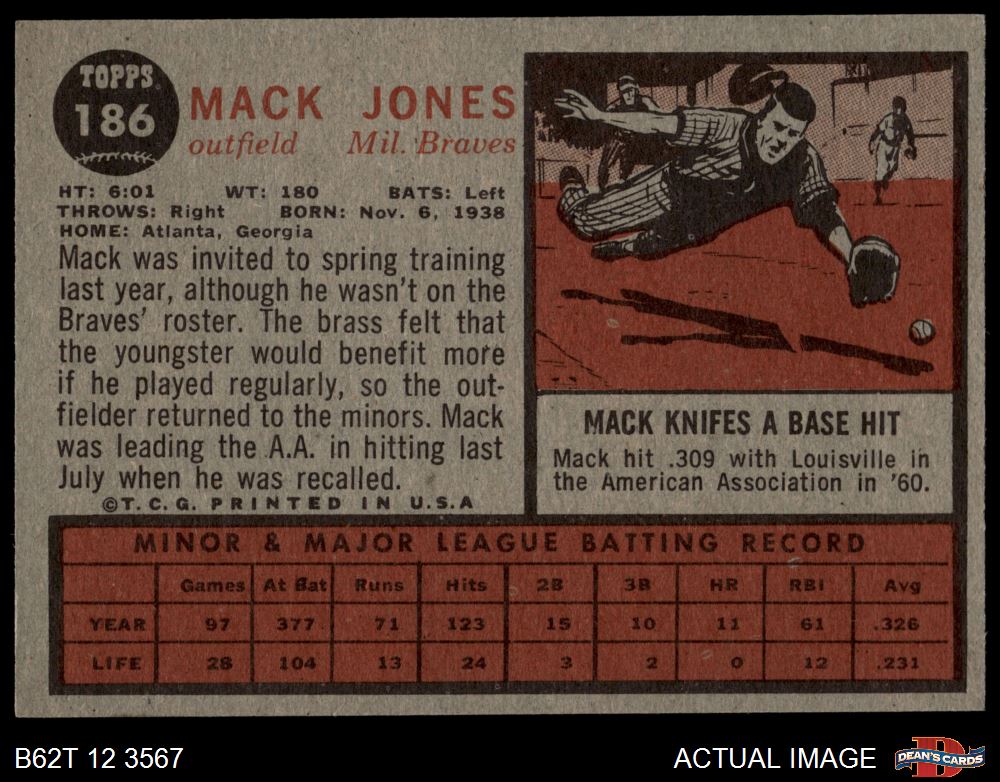 TOPPS
186
MACK JONES
outfield Mil. Braves
HT: 6:01 WT: 180 BATS: Left
THROWS: Right BORN: Nov. 6, 1938
HOME: Atlanta, Georgia
Mack was invited to spring training
last year, although he wasn't on the
Braves' roster. The brass felt that
the youngster would benefit more
if he played regularly, so the out-
fielder returned to the minors. Mack
was leading the A.A. in hitting last
July when he was recalled.
©T.C.G. PRINTED IN U.S.A
MACK KNIFES A BASE HIT
Mack hit .309 with Louisville in
the American Association in '60.
MINOR & MAJOR LEAGUE BATTING RECORD
Games At Bat Runs Hits 2B 3B HR RBI Avg
YEAR 97 377 71 123 15 10 11 61 .326
LIFE 28 104 13 24 3 2 0 12 .231
B62T 12 3567
ACTUAL IMAGE
DEAN'S CARDS